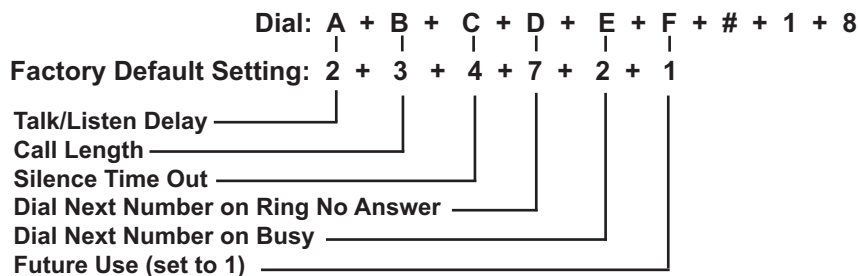 Dial: A + B + C + D + E + F + # + 1 + 8
Factory Default Setting: 2 + 3 + 4 + 7 + 2 + 1
Talk/Listen Delay
Call Length
Silence Time Out
Dial Next Number on Ring No Answer
Dial Next Number on Busy
Future Use (set to 1)